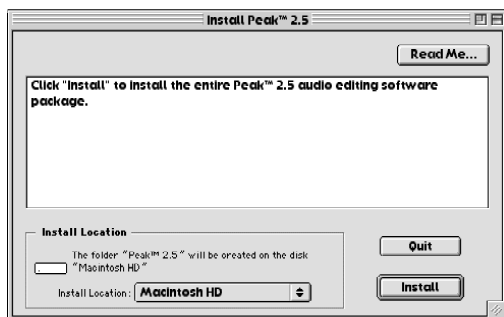 Install Peak™ 2.5
Read Me...
Click "Install" to install the entire Peak™ 2.5 audio editing software
package.
Install Location
The folder "Peak™ 2.5" will be created on the disk
"Macintosh HD"
Install Location: Macintosh HD
Quit
Install